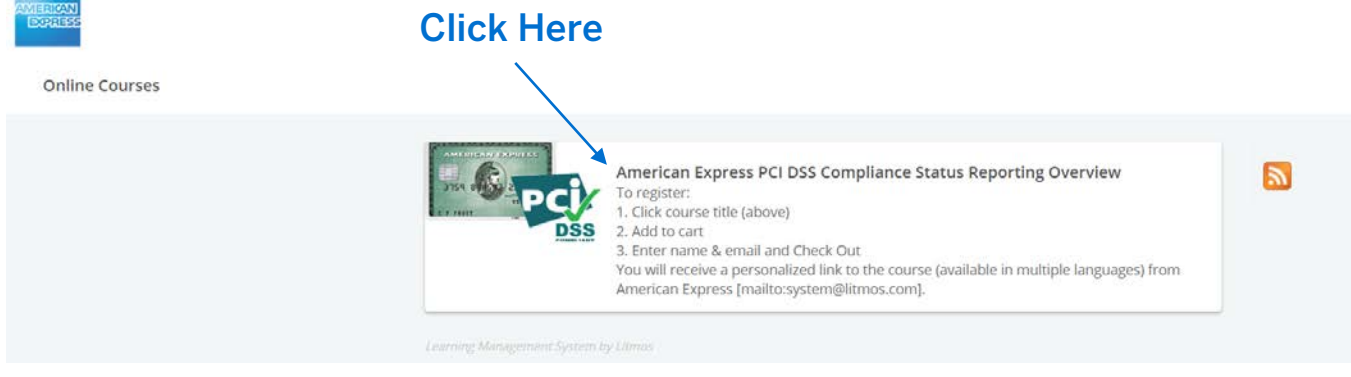 AMERICAN
EXPRESS
Click Here
Online Courses
AMERICAN EXPRESS
3759
PCI
DSS
American Express PCI DSS Compliance Status Reporting Overview
To register:
1. Click course title (above)
2. Add to cart
3. Enter name & email and Check Out
You will receive a personalized link to the course (available in multiple languages) from
American Express [mailto:system@litmos.com].
Learning Management System by Litmos